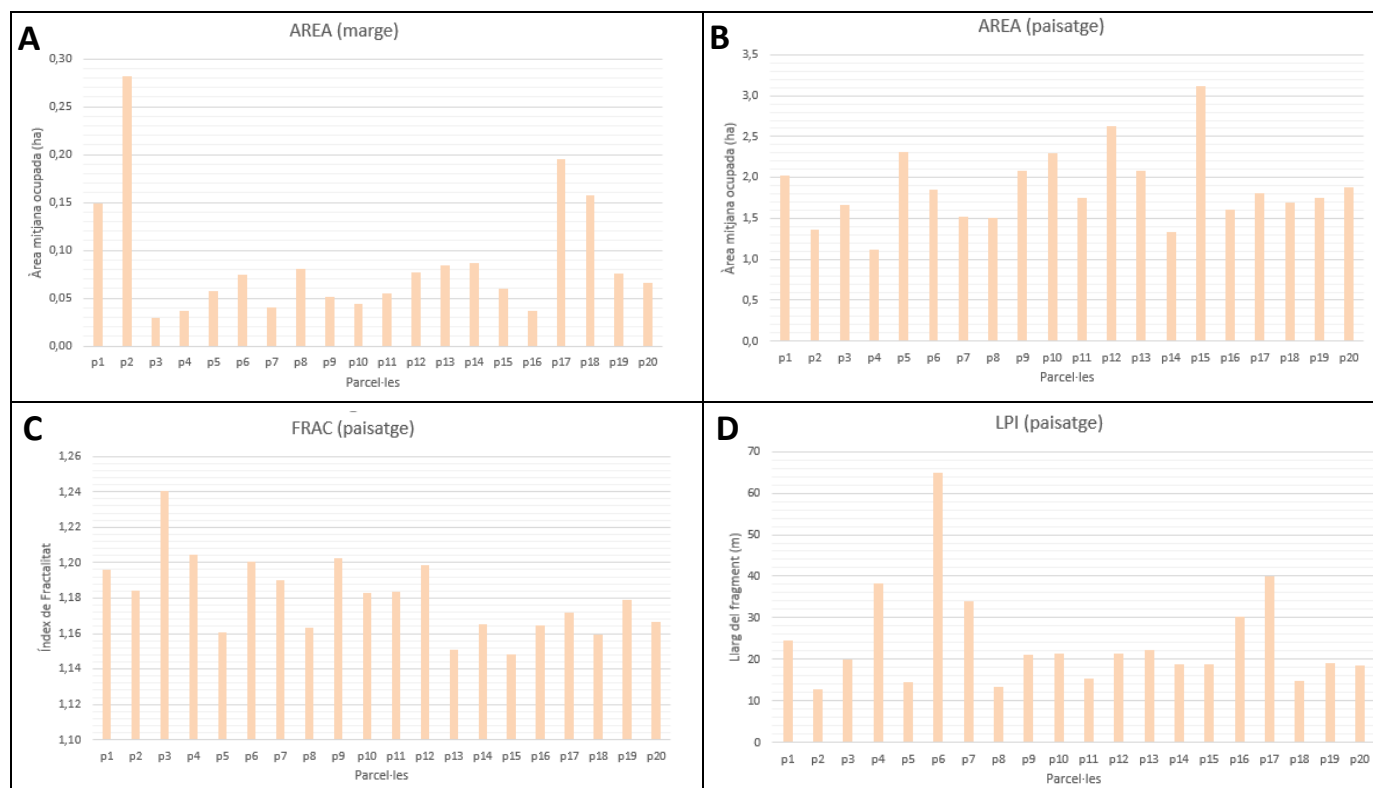 A
AREA (marge)
Àrea mitjana ocupada (ha)
0,30
0,25
0,20
0,15
0,10
0,05
0,00
p1 p2 p3 p4 p5 p6 p7 p8 p9 p10 p11 p12 p13 p14 p15 p16 p17 p18 p19 p20
Parcel·les
B
AREA (paisatge)
Àrea mitjana ocupada (ha)
3,5
3,0
2,5
2,0
1,5
1,0
0,5
0,0
p1 p2 p3 p4 p5 p6 p7 p8 p9 p10 p11 p12 p13 p14 p15 p16 p17 p18 p19 p20
Parcel·les
C
FRAC (paisatge)
Índex de Fractalitat
1,26
1,24
1,22
1,20
1,18
1,16
1,14
1,12
1,10
p1 p2 p3 p4 p5 p6 p7 p8 p9 p10 p11 p12 p13 p14 p15 p16 p17 p18 p19 p20
Parcel·les
D
LPI (paisatge)
Llarg del fragment (m)
70
60
50
40
30
20
10
0
p1 p2 p3 p4 p5 p6 p7 p8 p9 p10 p11 p12 p13 p14 p15 p16 p17 p18 p19 p20
Parcel·les